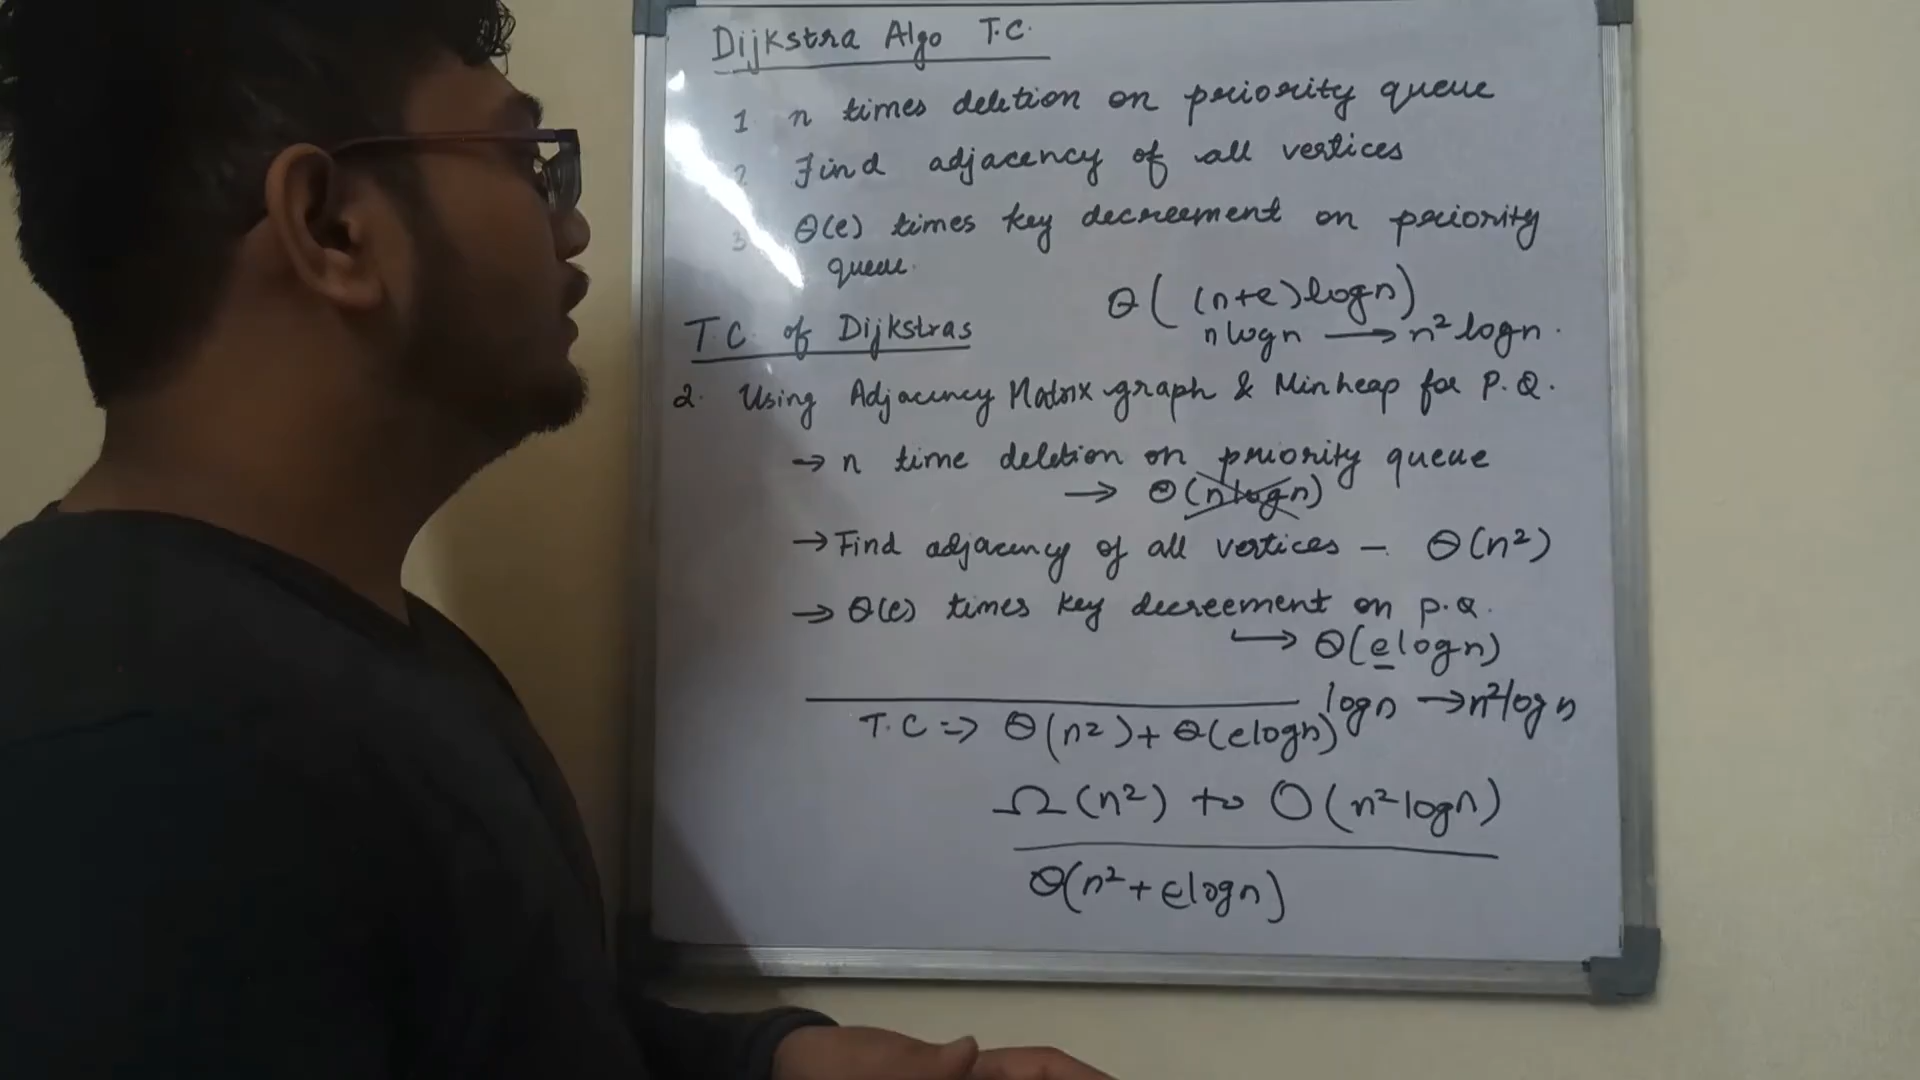 Dijkstra Algo T.C.
1 n times deletion on priority queue
2 Find adjacency of all vertices
3 θ(e) times key decreement on priority
queue.
θ((n+e)logn)
nlogn → n² logn.
T.C. of Dijkstras
2. Using Adjacency Matrix graph & Minheap for P.Q.
→ n time deletion on priority queue
→ θ(nlogn)
→ Find adjacency of all vertices - θ(n²)
→ θ(e) times key decreement on P.Q.
↪ θ(elogn)
logn → n²logn
T.C => θ(n²) + θ(elogn)
Ω(n²) to O(n²logn)
θ(n²+elogn)